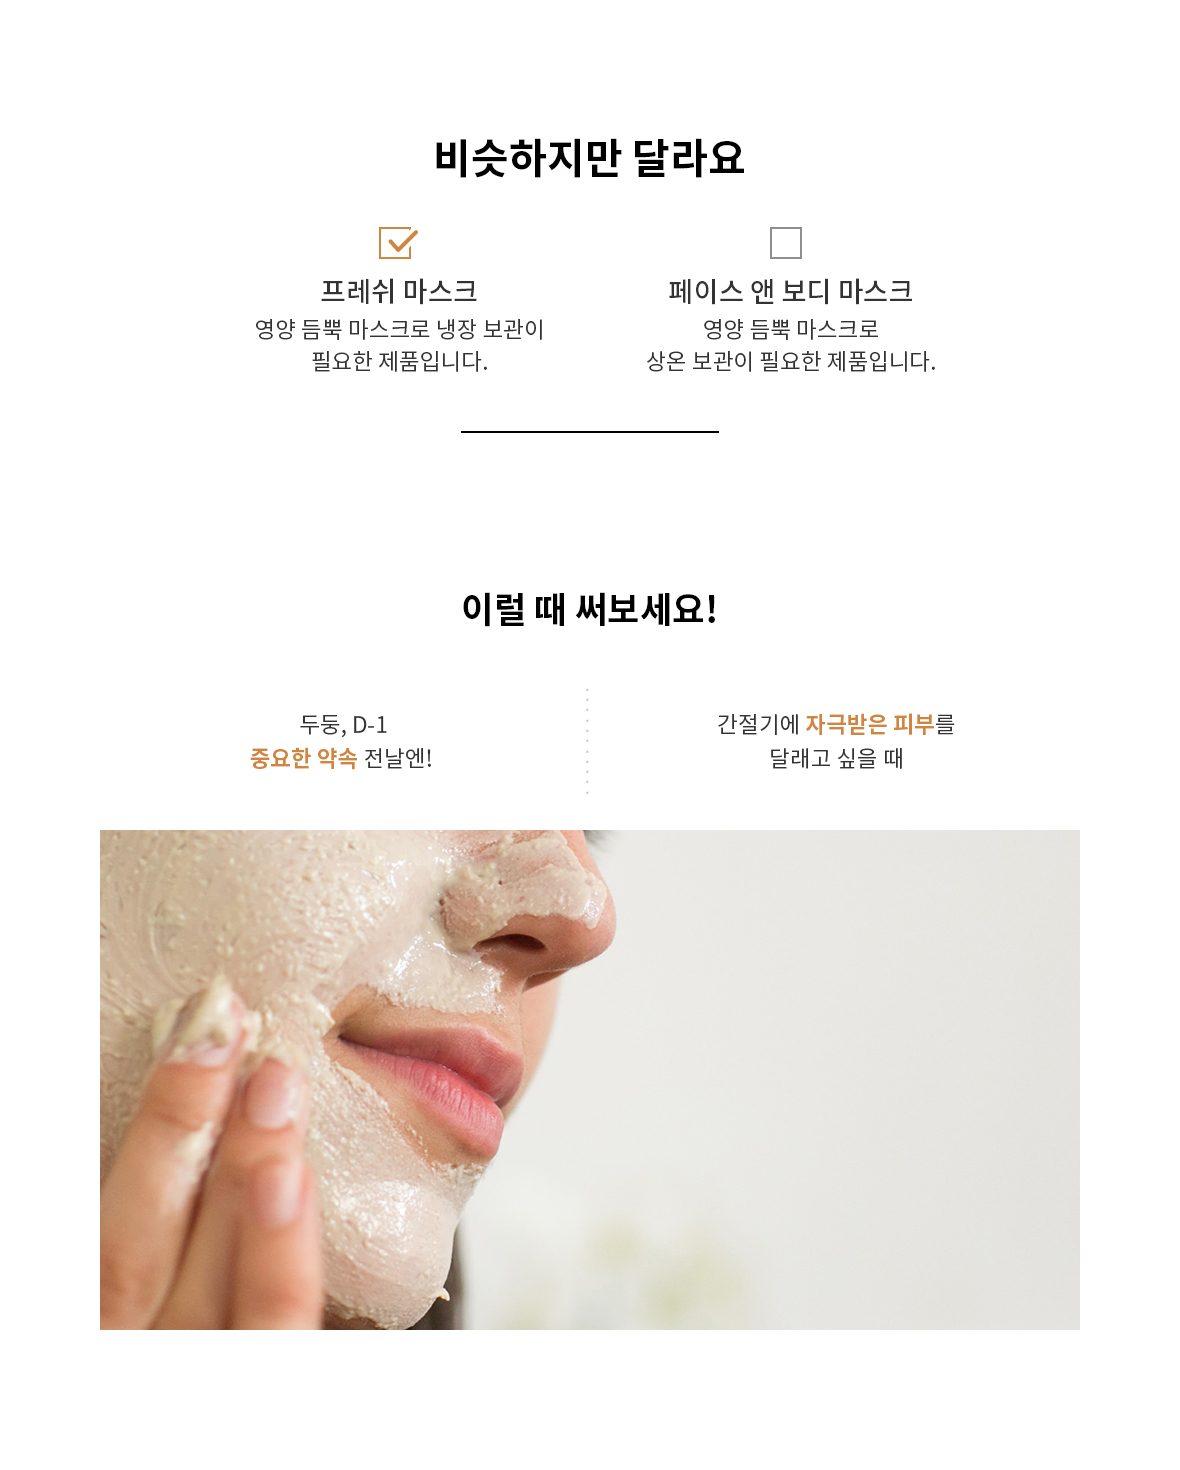 비슷하지만 달라요
프레쉬 마스크
영양 듬뿍 마스크로 냉장 보관이
필요한 제품입니다.
페이스 앤 보디 마스크
영양 듬뿍 마스크로
상온 보관이 필요한 제품입니다.
이럴 때 써보세요!
두둥, D-1
중요한 약속 전날엔!
간절기에 자극받은 피부를
달래고 싶을 때